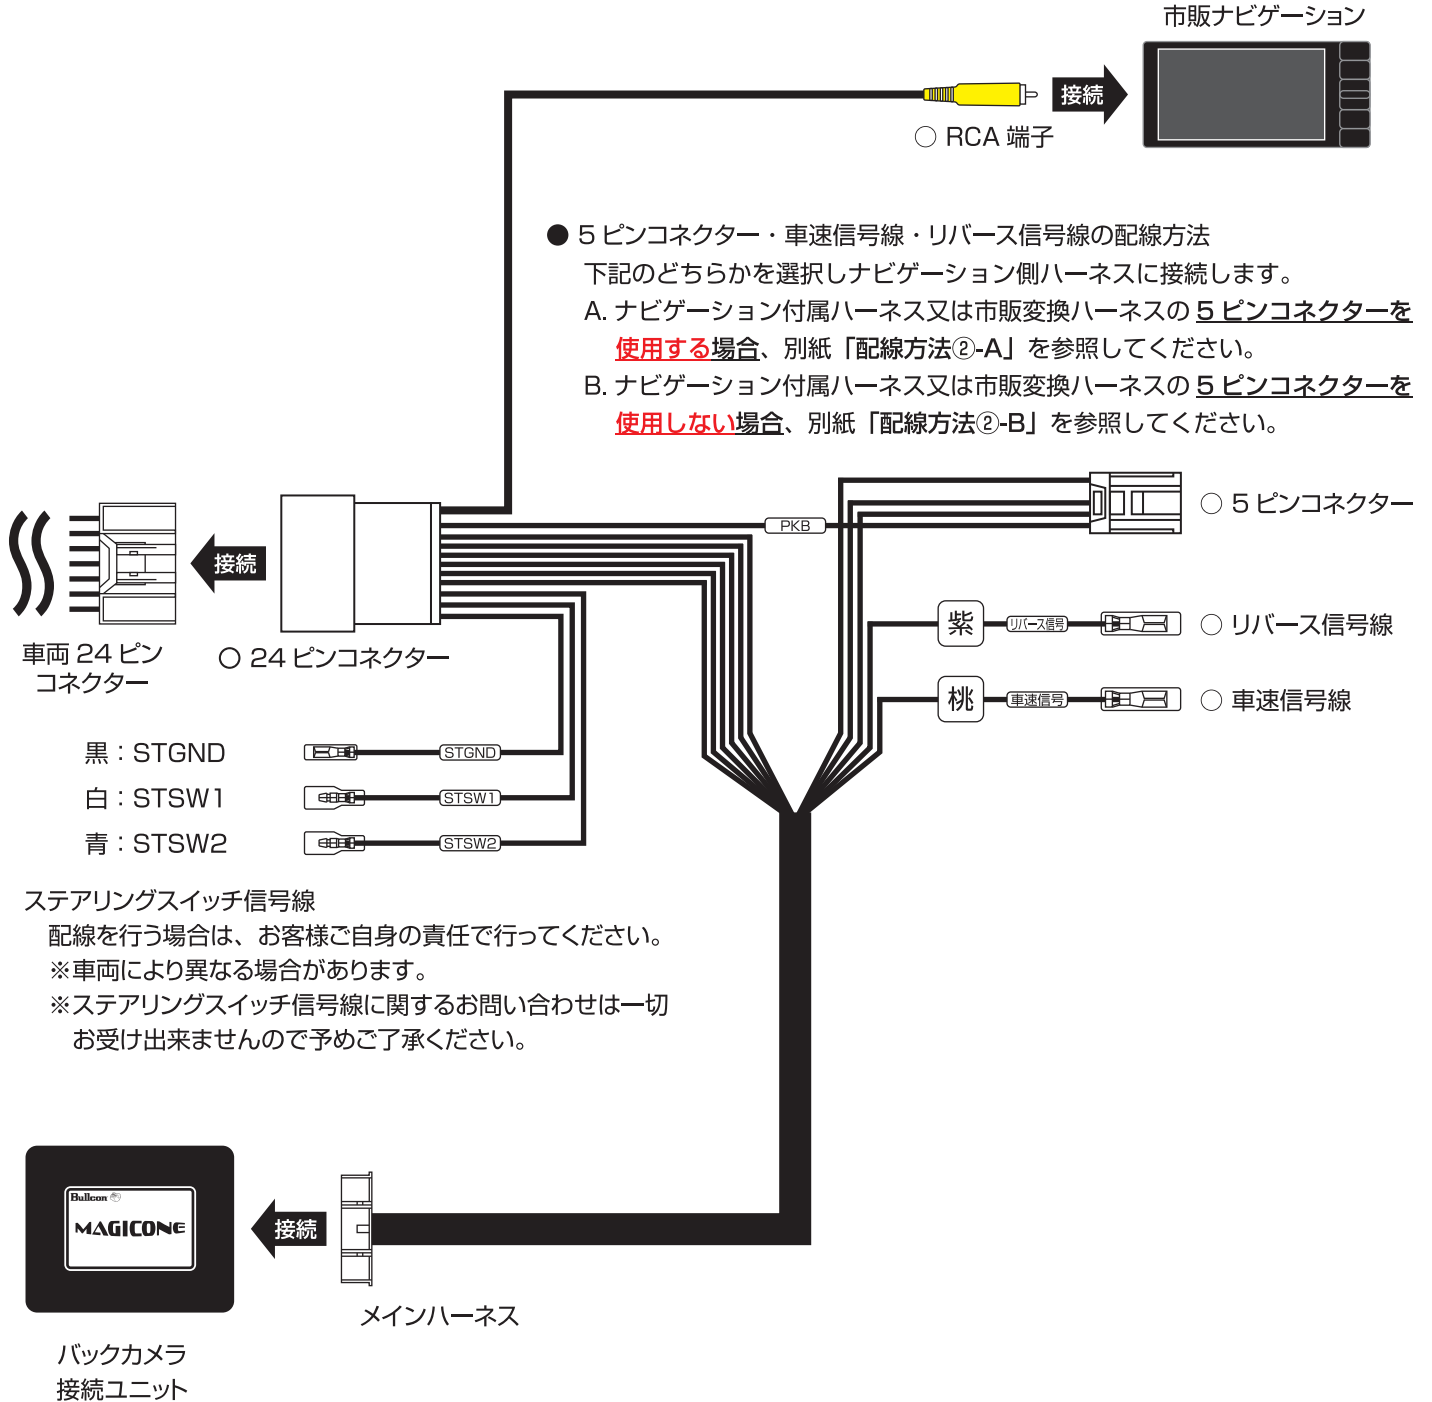 市販ナビゲーション
接続
○ RCA 端子
● 5 ピンコネクター・車速信号線・リバース信号線の配線方法
下記のどちらかを選択しナビゲーション側ハーネスに接続します。
A. ナビゲーション付属ハーネス又は市販変換ハーネスの 5 ピンコネクターを
使用する場合、別紙「配線方法②-A」を参照してください。
B. ナビゲーション付属ハーネス又は市販変換ハーネスの 5 ピンコネクターを
使用しない場合、別紙「配線方法②-B」を参照してください。
○ 5 ピンコネクター
PKB
接続
車両 24 ピン
コネクター
○ 24 ピンコネクター
紫
リバース信号
○ リバース信号線
桃
車速信号
○ 車速信号線
黒：STGND
STGND
白：STSW1
STSW1
青：STSW2
STSW2
ステアリングスイッチ信号線
配線を行う場合は、お客様ご自身の責任で行ってください。
※車両により異なる場合があります。
※ステアリングスイッチ信号線に関するお問い合わせは一切
お受け出来ませんので予めご了承ください。
Bullcon
MAGICONE
接続
メインハーネス
バックカメラ
接続ユニット